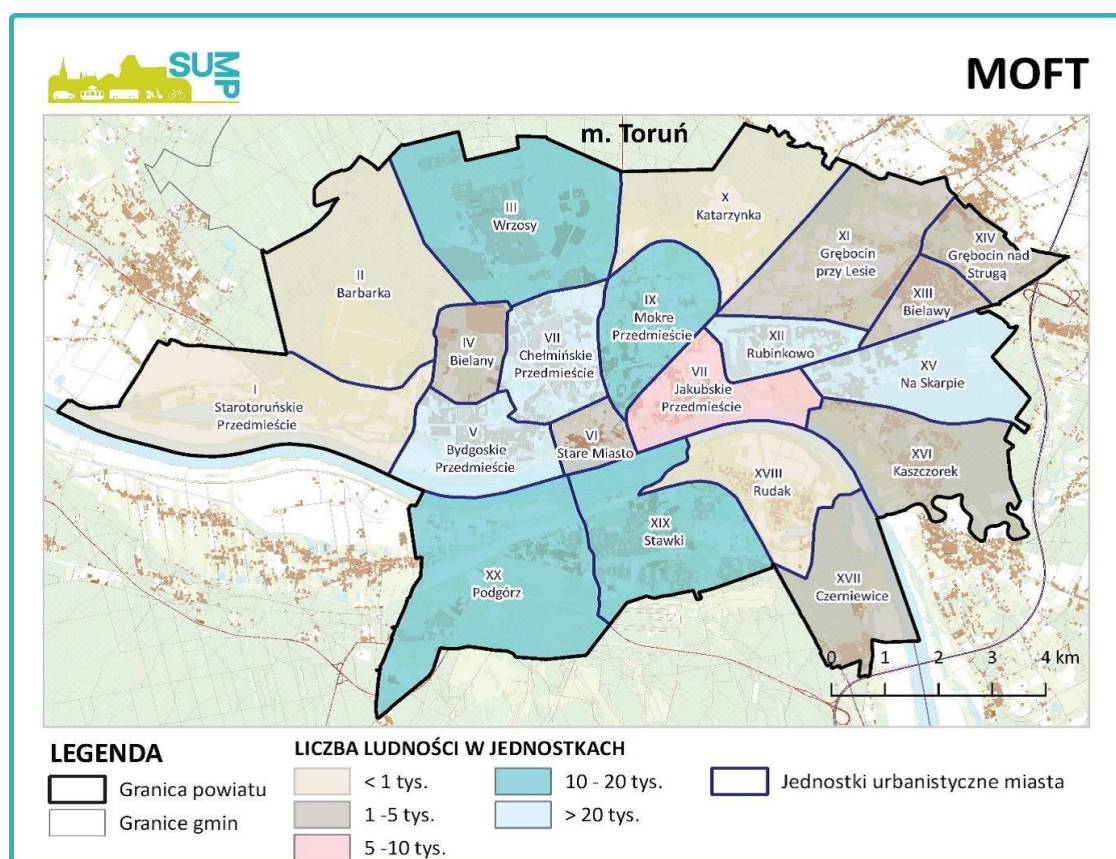 SUMP
MOFT
m. Toruń
III
Wrzosy
X
Katarzynka
XI
Grębocin
przy Lesie
XIV
Grębocin nad
Strugą
II
Barbarka
XIII
Bielawy
IX
Mokre
Przedmieście
IV
Bielany
VII
Chełmińskie
Przedmieście
XII
Rubinkowo
XV
Na Skarpie
I
Starotoruńskie
Przedmieście
VII
Jakubskie
Przedmieście
V
Bydgoskie
Przedmieście
VI
Stare Miasto
XVI
Kaszczorek
XVIII
Rudak
XIX
Stawki
XX
Podgórz
XVII
Czerniewice
0 1 2 3 4 km
LEGENDA
Granica powiatu
Granice gmin
LICZBA LUDNOŚCI W JEDNOSTKACH
< 1 tys.
1 -5 tys.
5 -10 tys.
10 - 20 tys.
> 20 tys.
Jednostki urbanistyczne miasta